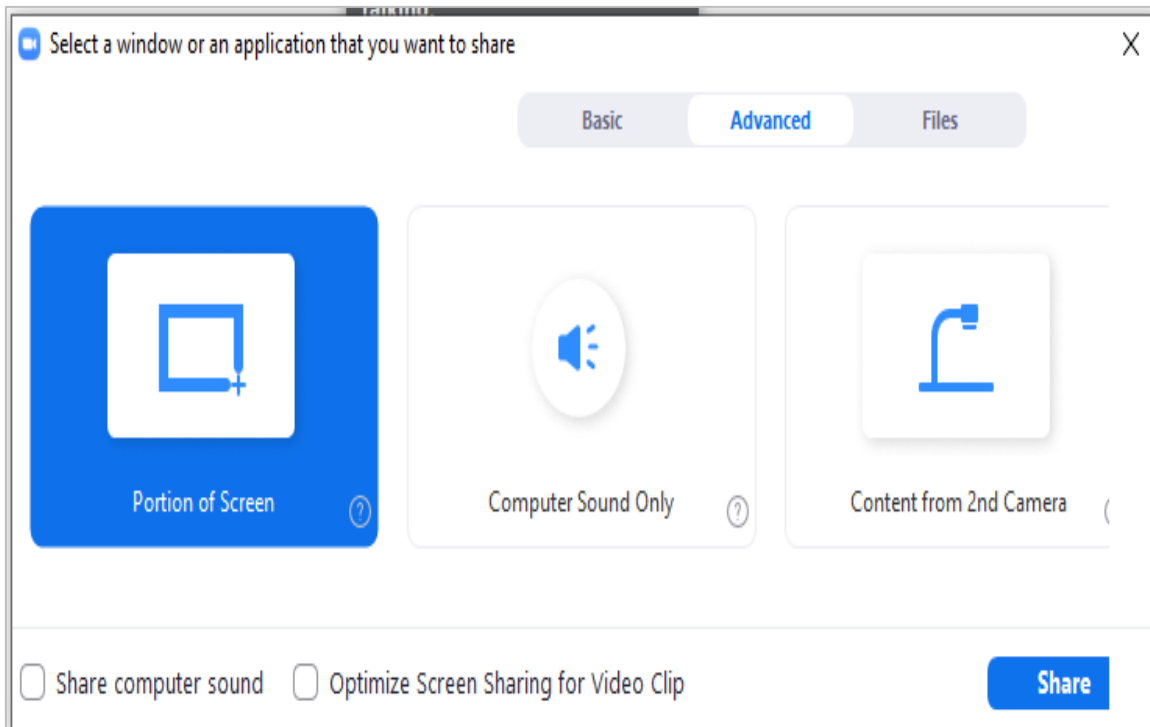 Talking:
Select a window or an application that you want to share
X
Basic Advanced Files
Portion of Screen ?
Computer Sound Only ?
Content from 2nd Camera
Share computer sound Optimize Screen Sharing for Video Clip Share